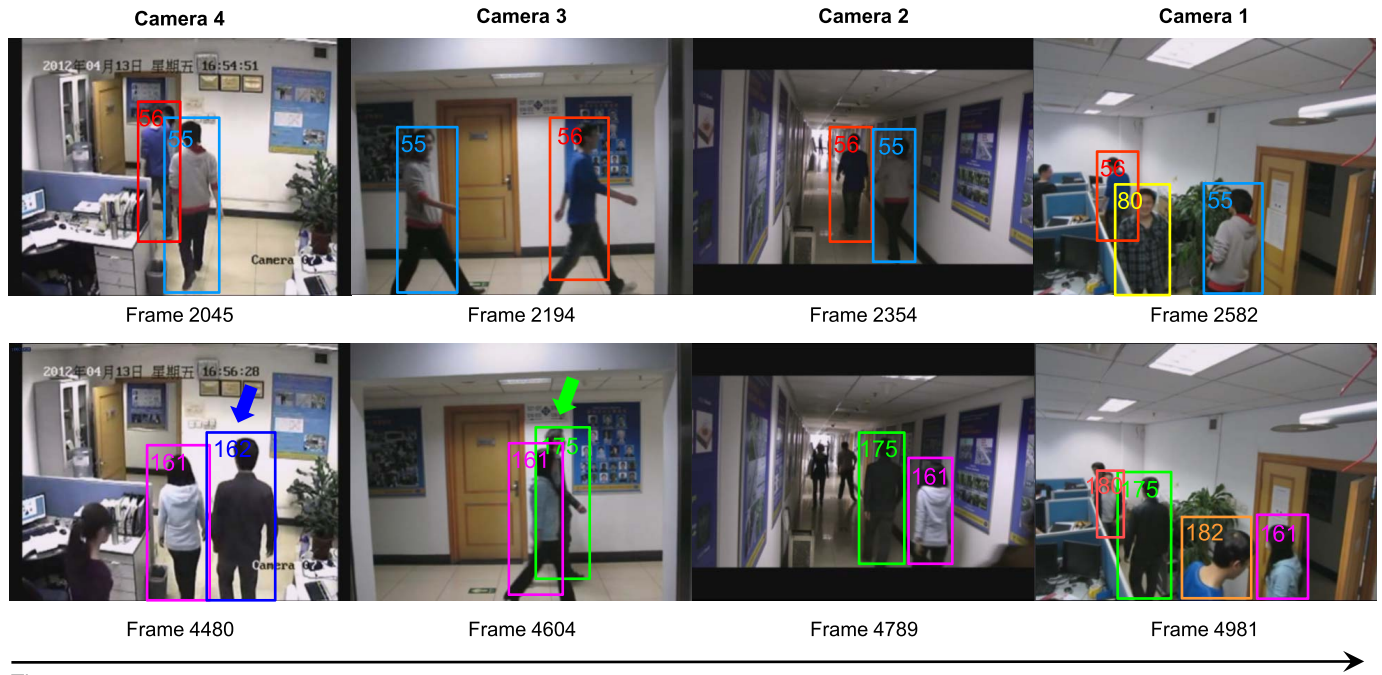 Camera 4
Camera 3
Camera 2
Camera 1
2012年04月13日 星期五 16:54:51
56
55
Camera 0
55
56
56
55
56
80
55
Frame 2045
Frame 2194
Frame 2354
Frame 2582
2012年04月13日 星期五 16:56:28
161
162
Camera 0
161
175
175
161
180
175
182
161
Frame 4480
Frame 4604
Frame 4789
Frame 4981